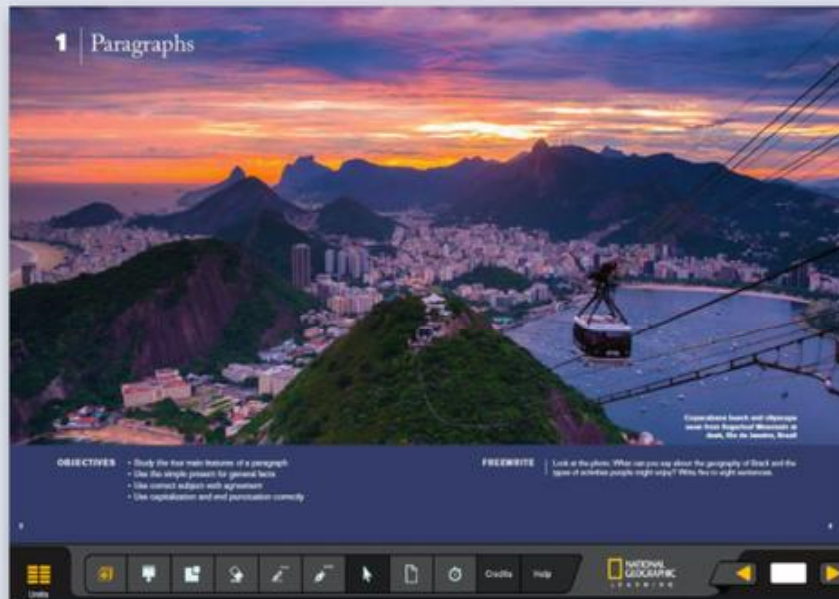 1 Paragraphs
Copacabana beach and cityscape
seen from Sugarloaf Mountain at
dusk, Rio de Janeiro, Brazil
OBJECTIVES
• Study the four main features of a paragraph
• Use the simple present for general facts
• Use correct subject-verb agreement
• Use capitalization and end punctuation correctly
FREEWRITE
Look at the photo. What can you say about the geography of Brazil and the
types of activities people might enjoy? Write five to eight sentences.
Units
Credits
Help
NATIONAL
GEOGRAPHIC
LEARNING